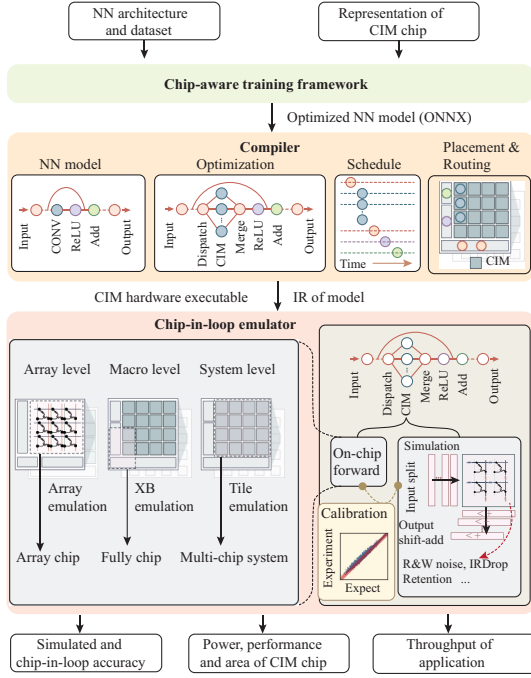 NN architecture
and dataset
Representation of
CIM chip
Chip-aware training framework
Optimized NN model (ONNX)
Compiler
NN model
Optimization
Schedule
Placement &
Routing
Input
CONV
ReLU
Add
Output
Input
Dispatch
CIM
Merge
ReLU
Add
Output
Time
CIM
CIM hardware executable
IR of model
Chip-in-loop emulator
Array level
Macro level
System level
Array
emulation
XB
emulation
Tile
emulation
Array chip
Fully chip
Multi-chip system
Input
Dispatch
CIM
Merge
ReLU
Add
Output
On-chip
forward
Simulation
Input split
Output
shift-add
< +
< +
< +
R&W noise, IRDrop
Retention ...
Calibration
Experiment
Expect
Simulated and
chip-in-loop accuracy
Power, performance
and area of CIM chip
Throughput of
application